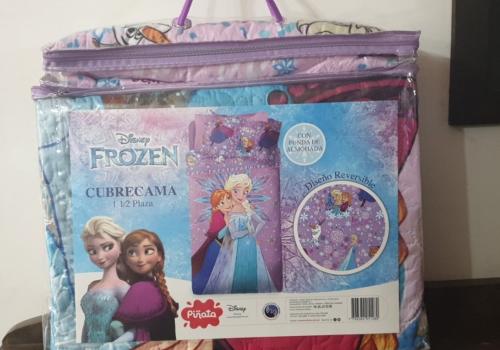 Disney
FROZEN
CUBRECAMA
1 1/2 Plaza
CON
FUNDA DE
ALMOHADA
Diseño Reversible
Piñata
Disney